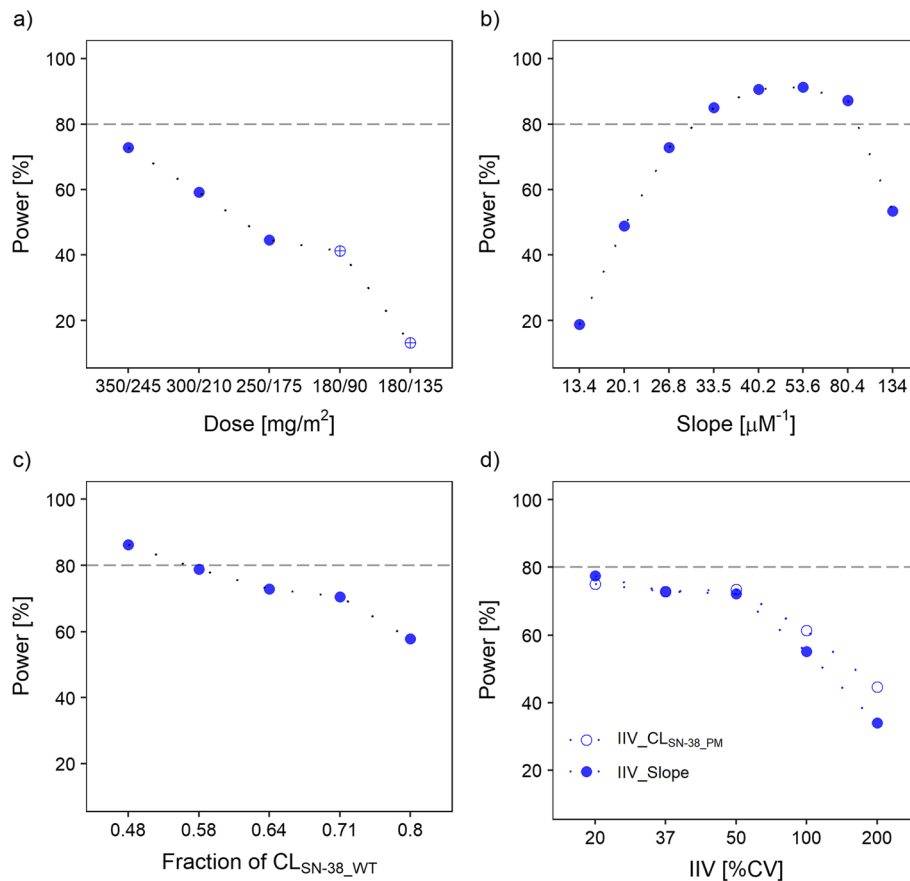 a)
100
80
60
40
20
Power [%]
350/245 300/210 250/175 180/90 180/135
Dose [mg/m²]
b)
100
80
60
40
20
Power [%]
13.4 20.1 26.8 33.5 40.2 53.6 80.4 134
Slope [μM⁻¹]
c)
100
80
60
40
20
Power [%]
0.48 0.58 0.64 0.71 0.8
Fraction of CL_SN-38_WT
d)
100
80
60
40
20
Power [%]
IIV_CL_SN-38_PM
IIV_Slope
20 37 50 100 200
IIV [%CV]